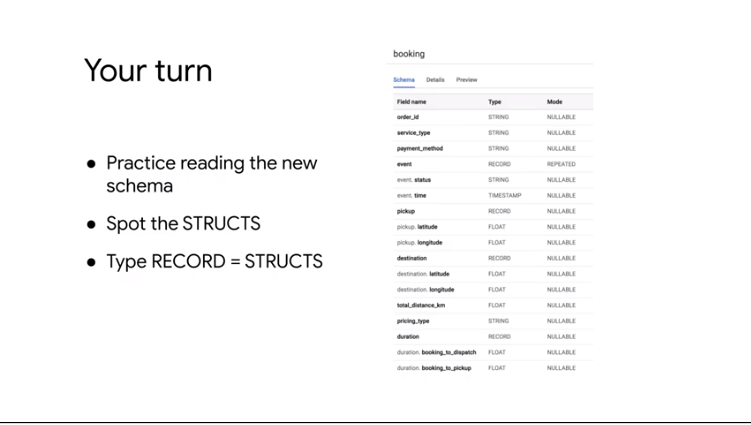 Your turn
● Practice reading the new
schema
● Spot the STRUCTS
● Type RECORD = STRUCTS
booking
Schema Details Preview
Field name Type Mode
order_id STRING NULLABLE
service_type STRING NULLABLE
payment_method STRING NULLABLE
event RECORD REPEATED
event. status STRING NULLABLE
event. time TIMESTAMP NULLABLE
pickup RECORD NULLABLE
pickup. latitude FLOAT NULLABLE
pickup. longitude FLOAT NULLABLE
destination RECORD NULLABLE
destination. latitude FLOAT NULLABLE
destination. longitude FLOAT NULLABLE
total_distance_km FLOAT NULLABLE
pricing_type STRING NULLABLE
duration RECORD NULLABLE
duration. booking_to_dispatch FLOAT NULLABLE
duration. booking_to_pickup FLOAT NULLABLE